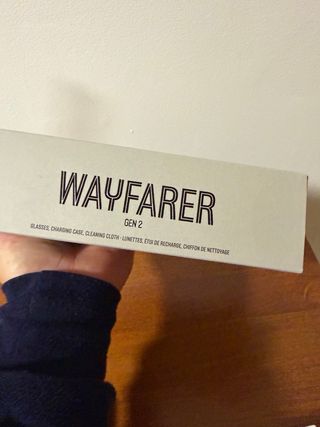 WAYFARER
GEN 2
GLASSES, CHARGING CASE, CLEANING CLOTH · LUNETTES, ÉTUI DE RECHARGE, CHIFFON DE NETTOYAGE